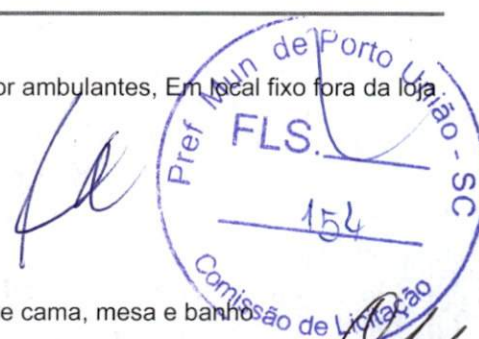 or ambulantes, Em local fixo fora da loja
Pref Mun de Porto União - SC
FLS.
154
Comissão de Licitação
e cama, mesa e banho